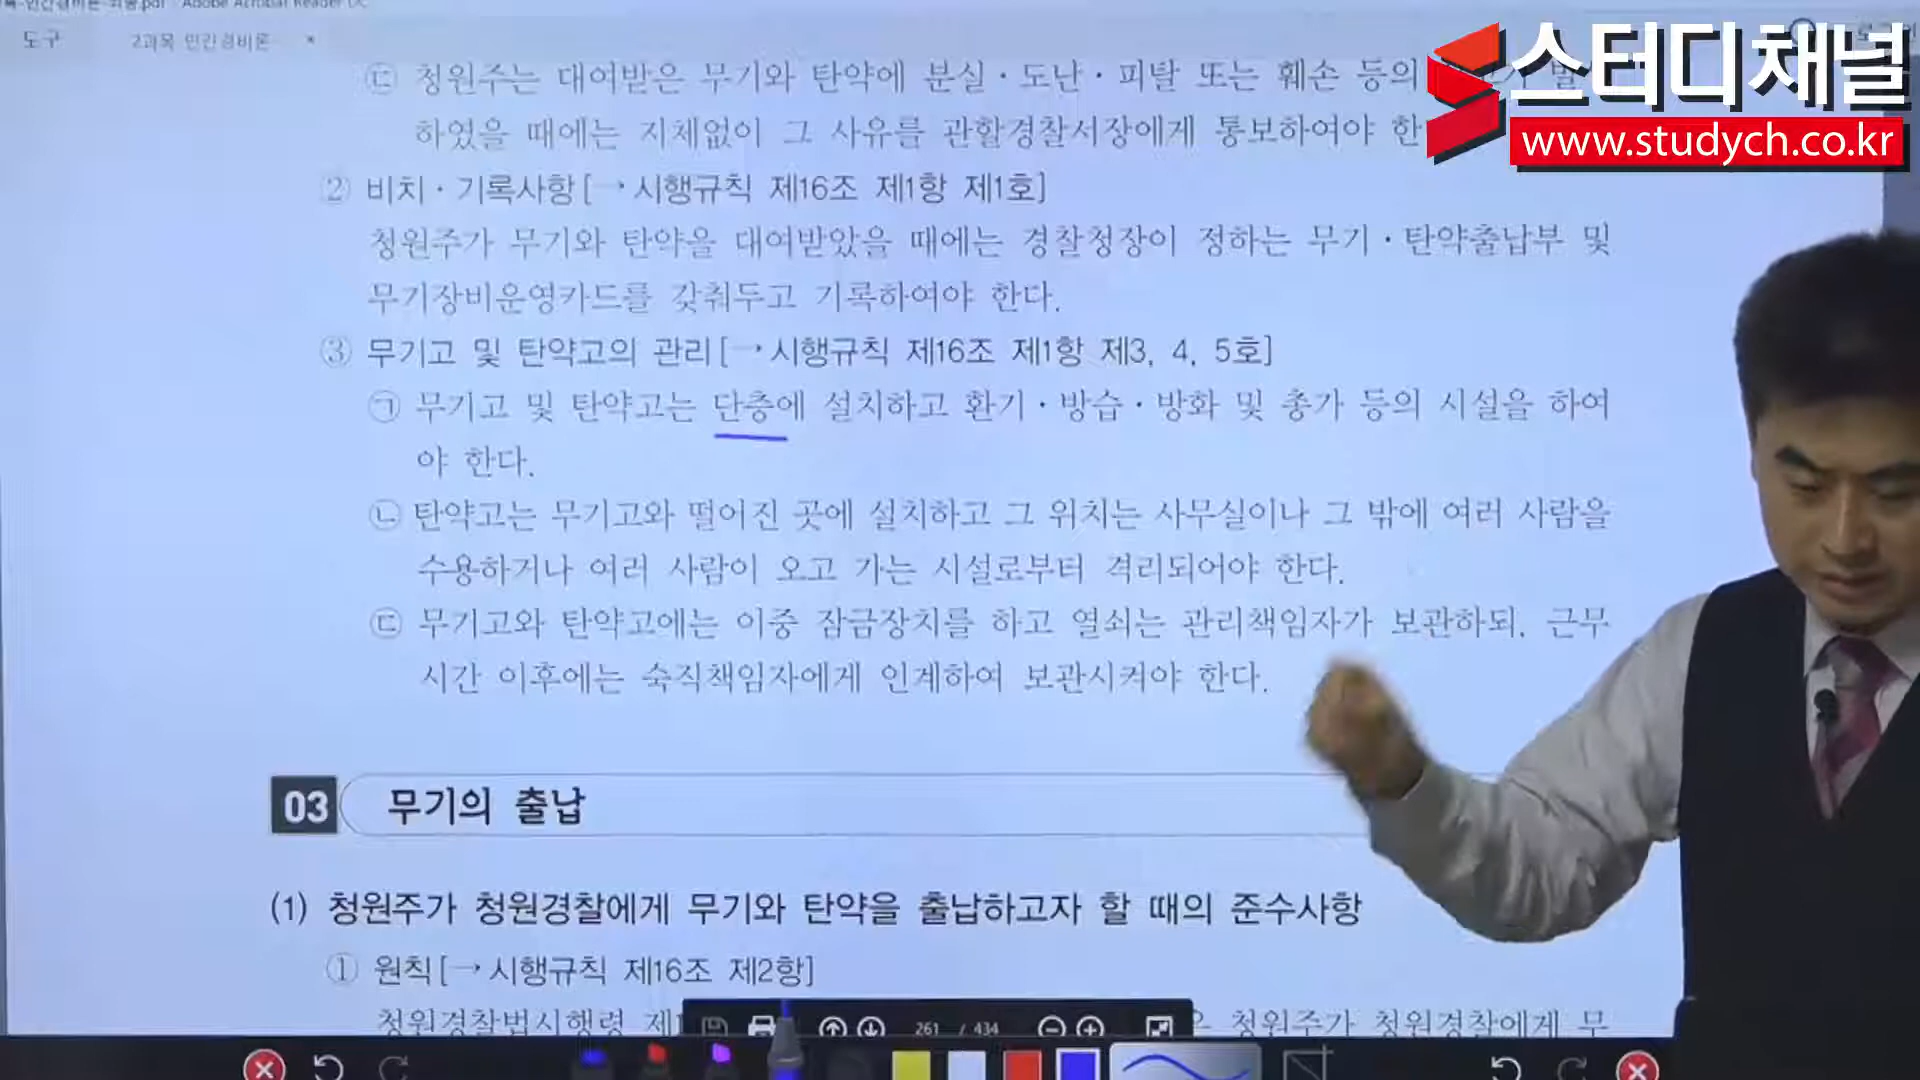 도구
2과목 민간경비론
스터디채널
www.studych.co.kr
㉢ 청원주는 대여받은 무기와 탄약에 분실·도난·피탈 또는 훼손 등의
하였을 때에는 지체없이 그 사유를 관할경찰서장에게 통보하여야 한
② 비치·기록사항[→시행규칙 제16조 제1항 제1호]
청원주가 무기와 탄약을 대여받았을 때에는 경찰청장이 정하는 무기·탄약출납부 및
무기장비운영카드를 갖춰두고 기록하여야 한다.
③ 무기고 및 탄약고의 관리[→시행규칙 제16조 제1항 제3, 4, 5호]
㉠ 무기고 및 탄약고는 단층에 설치하고 환기·방습·방화 및 총가 등의 시설을 하여
야 한다.
㉡ 탄약고는 무기고와 떨어진 곳에 설치하고 그 위치는 사무실이나 그 밖에 여러 사람을
수용하거나 여러 사람이 오고 가는 시설로부터 격리되어야 한다.
㉢ 무기고와 탄약고에는 이중 잠금장치를 하고 열쇠는 관리책임자가 보관하되, 근무
시간 이후에는 숙직책임자에게 인계하여 보관시켜야 한다.
03 무기의 출납
(1) 청원주가 청원경찰에게 무기와 탄약을 출납하고자 할 때의 준수사항
① 원칙[→시행규칙 제16조 제2항]
청원경찰법시행령 청원주가 청원경찰에게 무
261 / 434